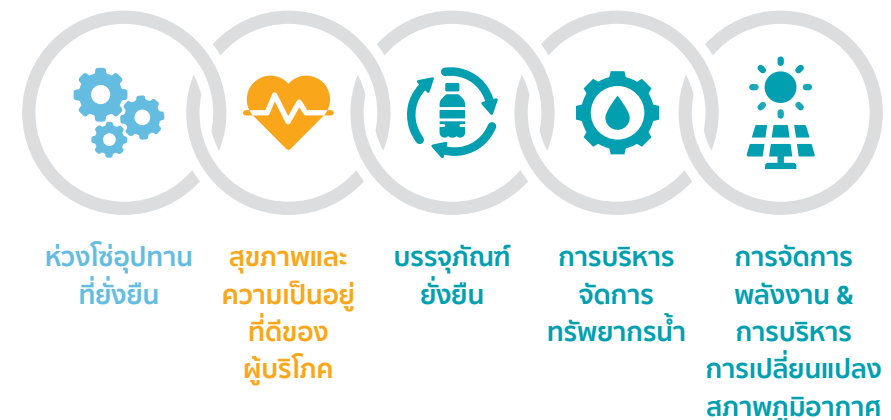 ห่วงโซ่อุปทาน
ที่ยั่งยืน
สุขภาพและ
ความเป็นอยู่
ที่ดีของ
ผู้บริโภค
บรรจุภัณฑ์
ยั่งยืน
การบริหาร
จัดการ
ทรัพยากรน้ำ
การจัดการ
พลังงาน &
การบริหาร
การเปลี่ยนแปลง
สภาพภูมิอากาศ